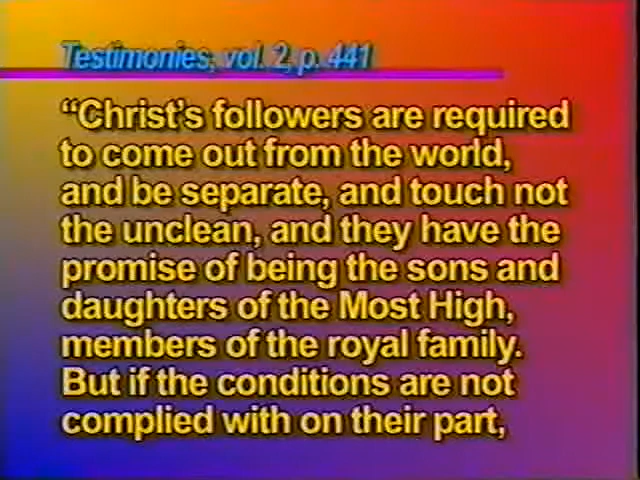 Testimonies, vol. 2, p. 441
“Christ’s followers are required
to come out from the world,
and be separate, and touch not
the unclean, and they have the
promise of being the sons and
daughters of the Most High,
members of the royal family.
But if the conditions are not
complied with on their part,